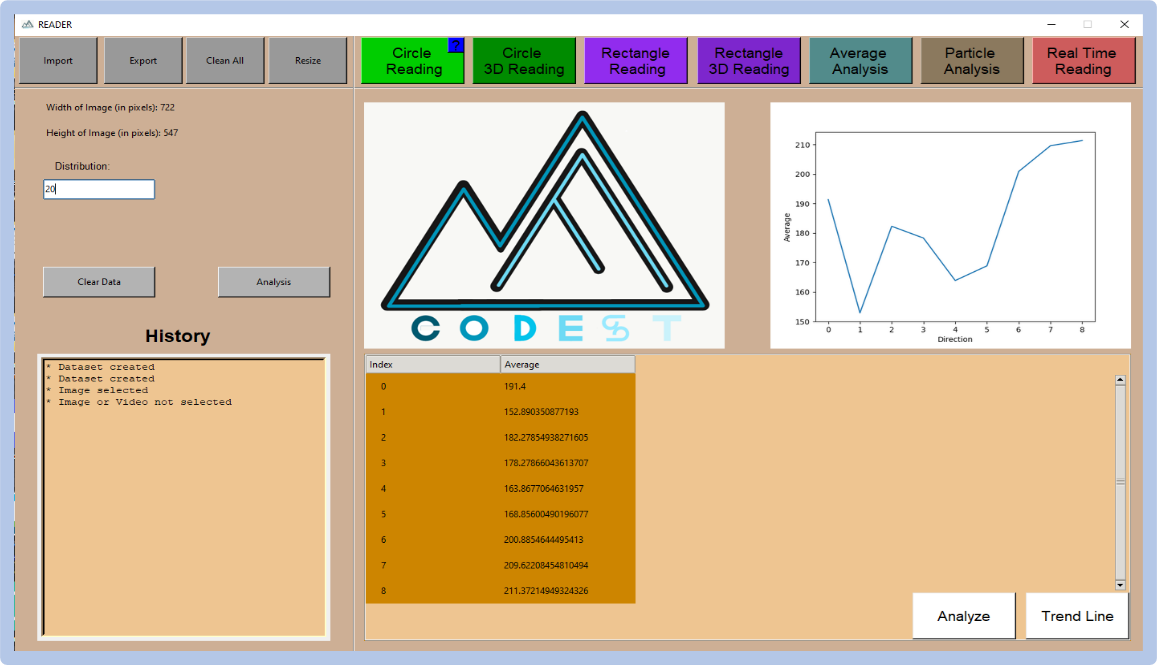 READER
Import
Export
Clean All
Resize
Circle
Reading
?
Circle
3D Reading
Rectangle
Reading
Rectangle
3D Reading
Average
Analysis
Particle
Analysis
Real Time
Reading
Width of Image (in pixels): 722
Height of Image (in pixels): 547
Distribution:
20
Clear Data
Analysis
History
* Dataset created
* Dataset created
* Image selected
* Image or Video not selected
CODEST
210
200
190
180
170
160
150
Average
0 1 2 3 4 5 6 7 8
Direction
Index Average
0 191.4
1 152.890350877193
2 182.27854938271605
3 178.27866043613707
4 163.8677064631957
5 168.85600490196077
6 200.8854644495413
7 209.62208454810494
8 211.37214949324326
Analyze
Trend Line